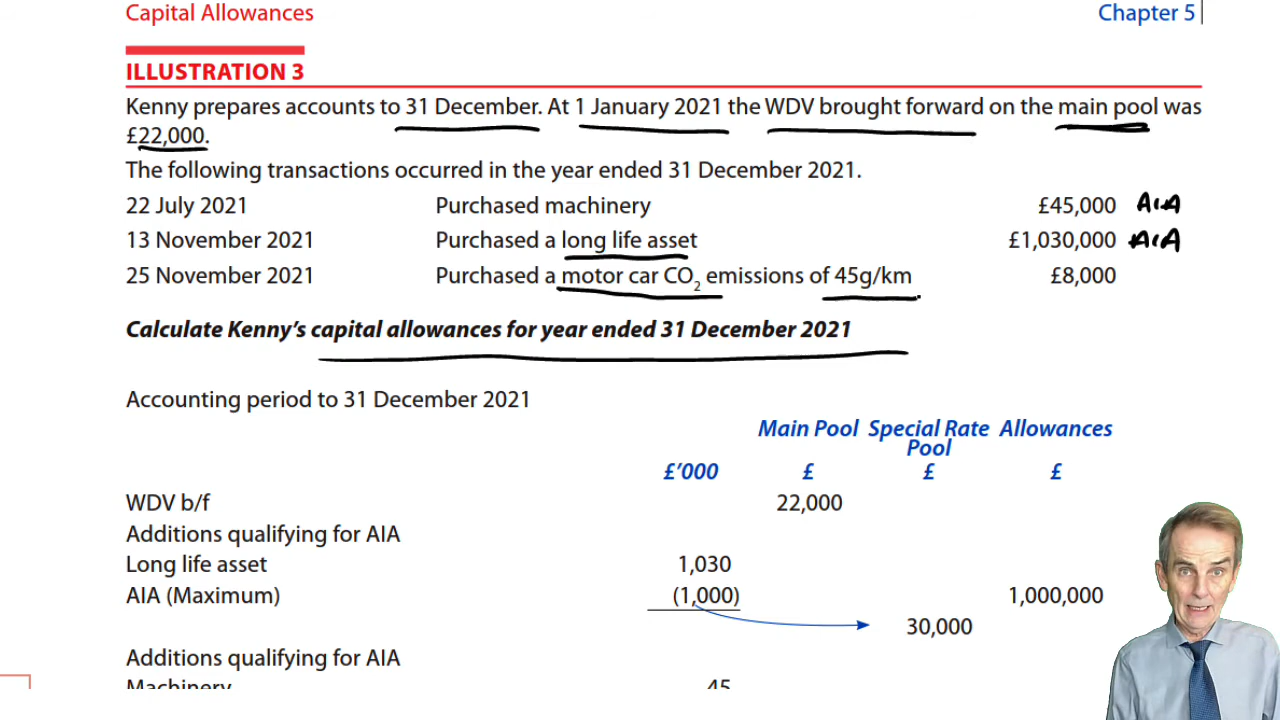 Capital Allowances Chapter 5
ILLUSTRATION 3
Kenny prepares accounts to 31 December. At 1 January 2021 the WDV brought forward on the main pool was
£22,000.
The following transactions occurred in the year ended 31 December 2021.
22 July 2021 Purchased machinery £45,000 AIA
13 November 2021 Purchased a long life asset £1,030,000 AIA
25 November 2021 Purchased a motor car CO₂ emissions of 45g/km £8,000
Calculate Kenny's capital allowances for year ended 31 December 2021
Accounting period to 31 December 2021
Main Pool Special Rate Allowances
Pool
£'000 £ £ £
WDV b/f 22,000
Additions qualifying for AIA
Long life asset 1,030
AIA (Maximum) (1,000) 1,000,000
30,000
Additions qualifying for AIA
Machinery 45